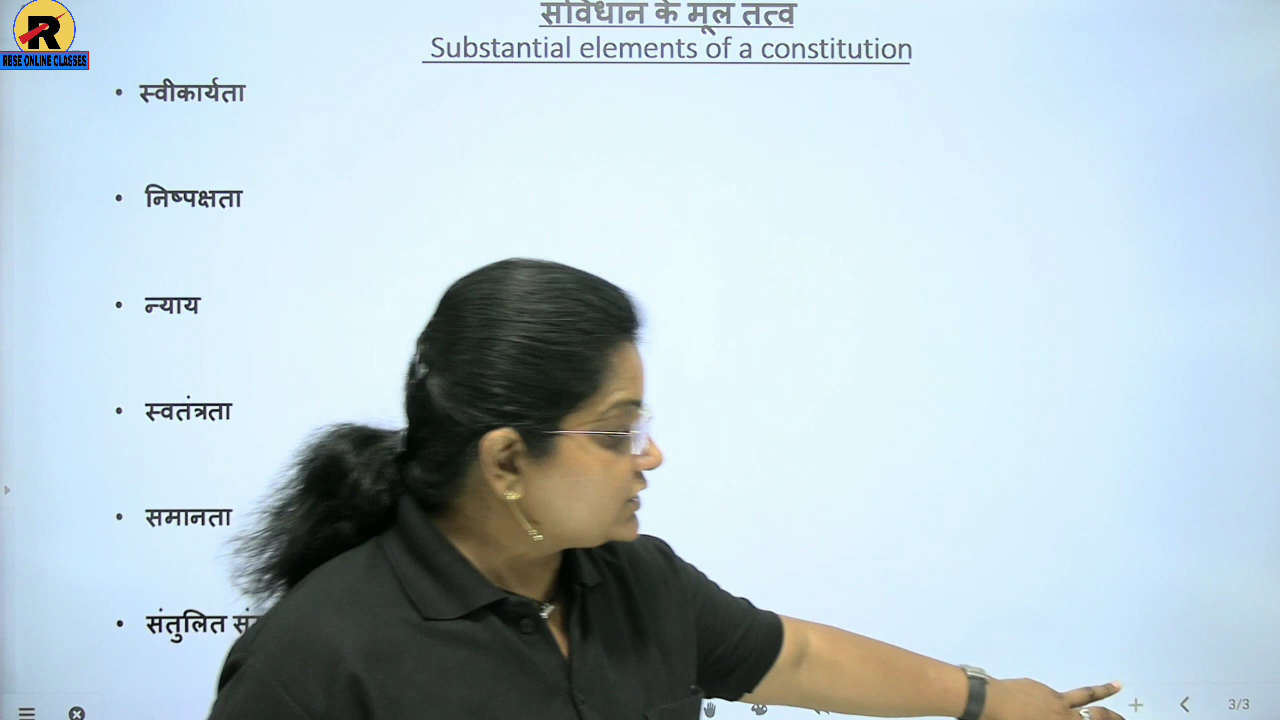 R
RBSE ONLINE CLASSES
संविधान के मूल तत्व
Substantial elements of a constitution
• स्वीकार्यता
• निष्पक्षता
• न्याय
• स्वतंत्रता
• समानता
• संतुलित
3/3